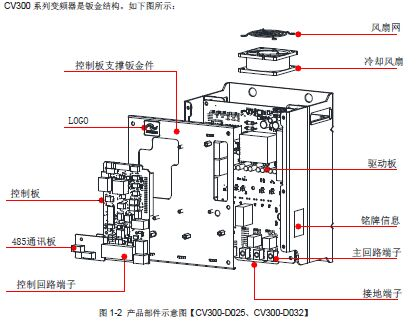 CV300 系列变频器是钣金结构。如下图所示：
风扇网
冷却风扇
控制板支撑钣金件
LOGO
驱动板
控制板
铭牌信息
485通讯板
主回路端子
控制回路端子
接地端子
图 1-2 产品部件示意图【CV300-D025、CV300-D032】